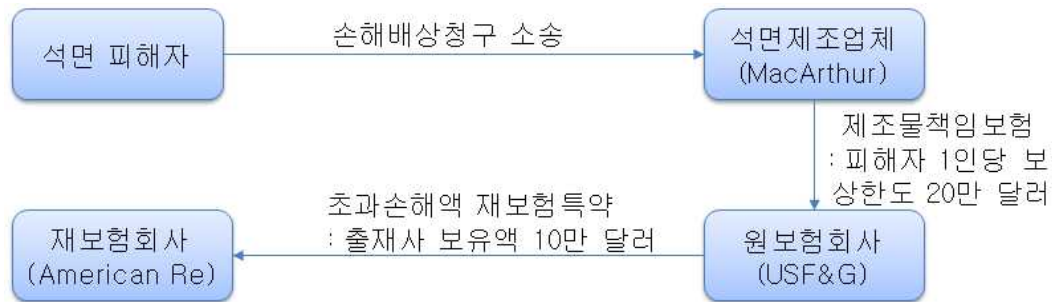 석면 피해자
손해배상청구 소송
석면제조업체
(MacArthur)
제조물책임보험
: 피해자 1인당 보
상한도 20만 달러
초과손해액 재보험특약
: 출재사 보유액 10만 달러
재보험회사
(American Re)
원보험회사
(USF&G)